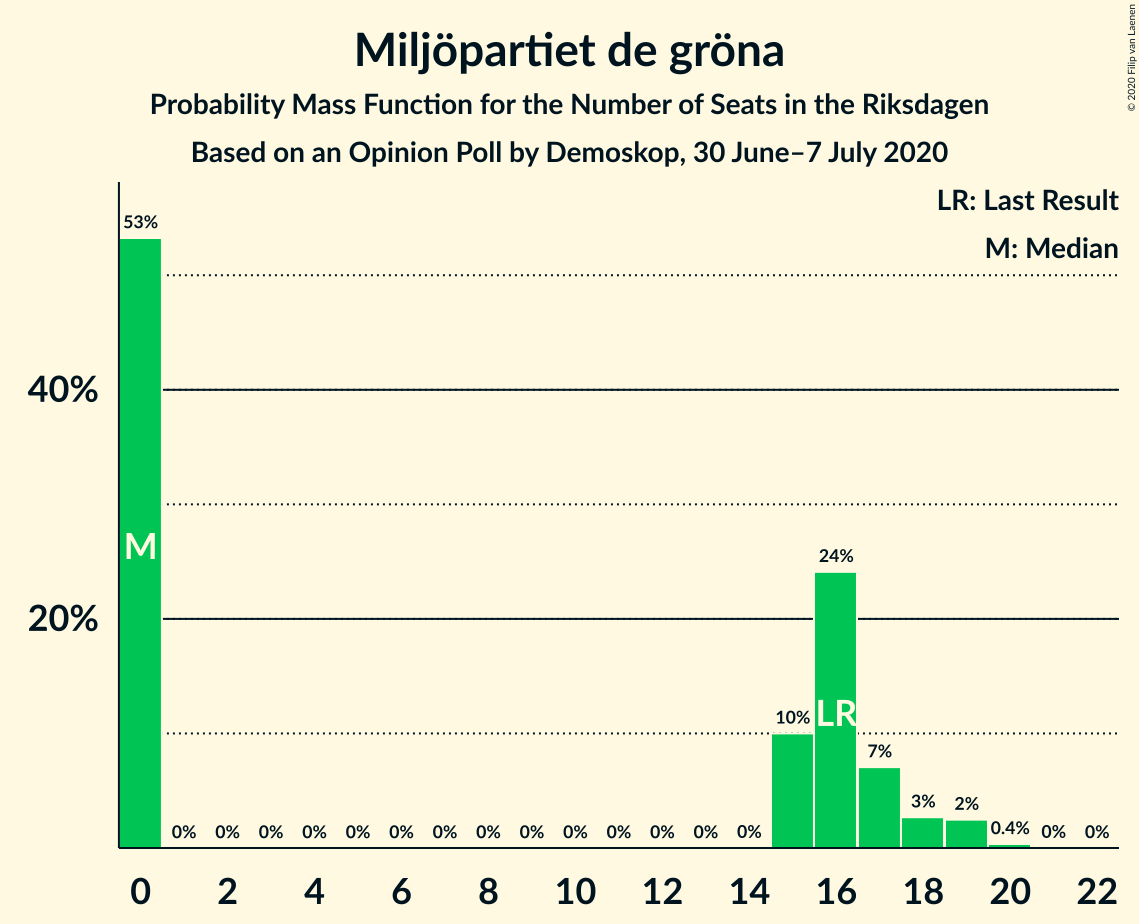 Miljöpartiet de gröna
Probability Mass Function for the Number of Seats in the Riksdagen
Based on an Opinion Poll by Demoskop, 30 June–7 July 2020
© 2020 Filip van Laenen
LR: Last Result
M: Median
53%
40%
M
24%
20%
LR
10%
7%
3%
2%
0% 0% 0% 0% 0% 0% 0% 0% 0% 0% 0% 0% 0% 0% 0.4% 0% 0%
0 2 4 6 8 10 12 14 16 18 20 22